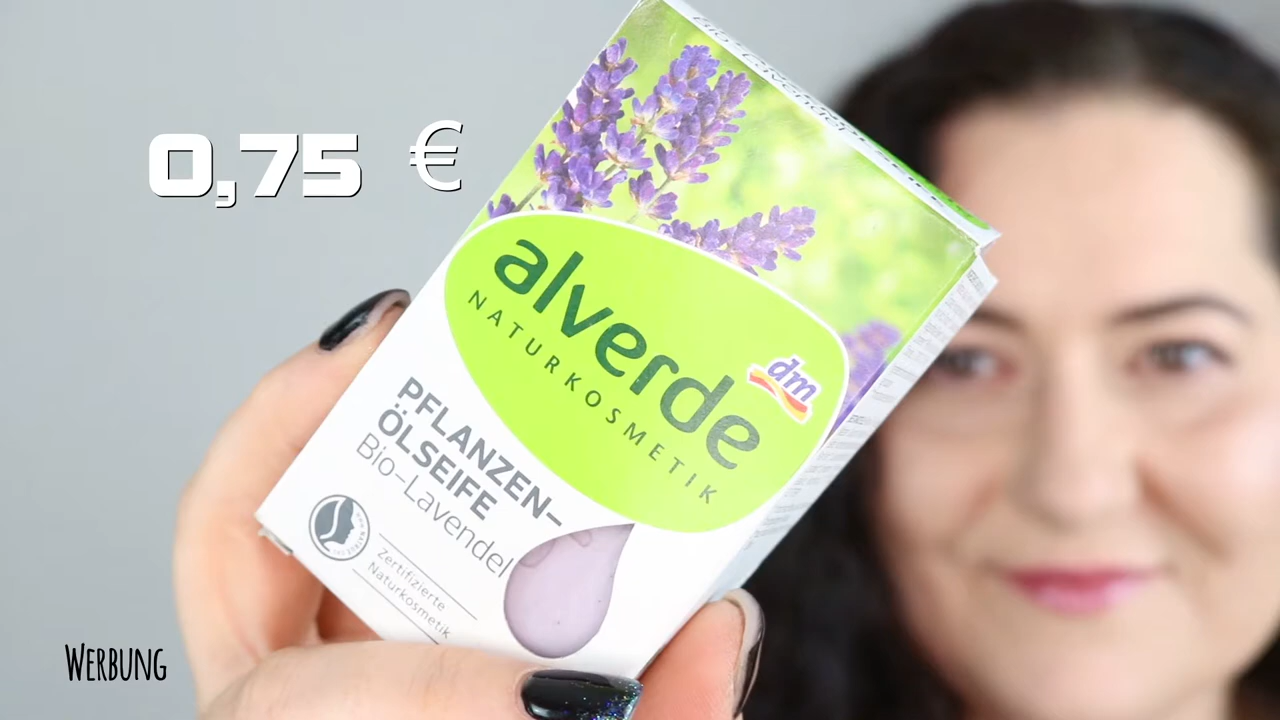 0,75 €
alverde
NATURKOSMETIK
dm
PFLANZEN-
ÖLSEIFE
Bio-Lavendel
Zertifizierte
Naturkosmetik
WERBUNG